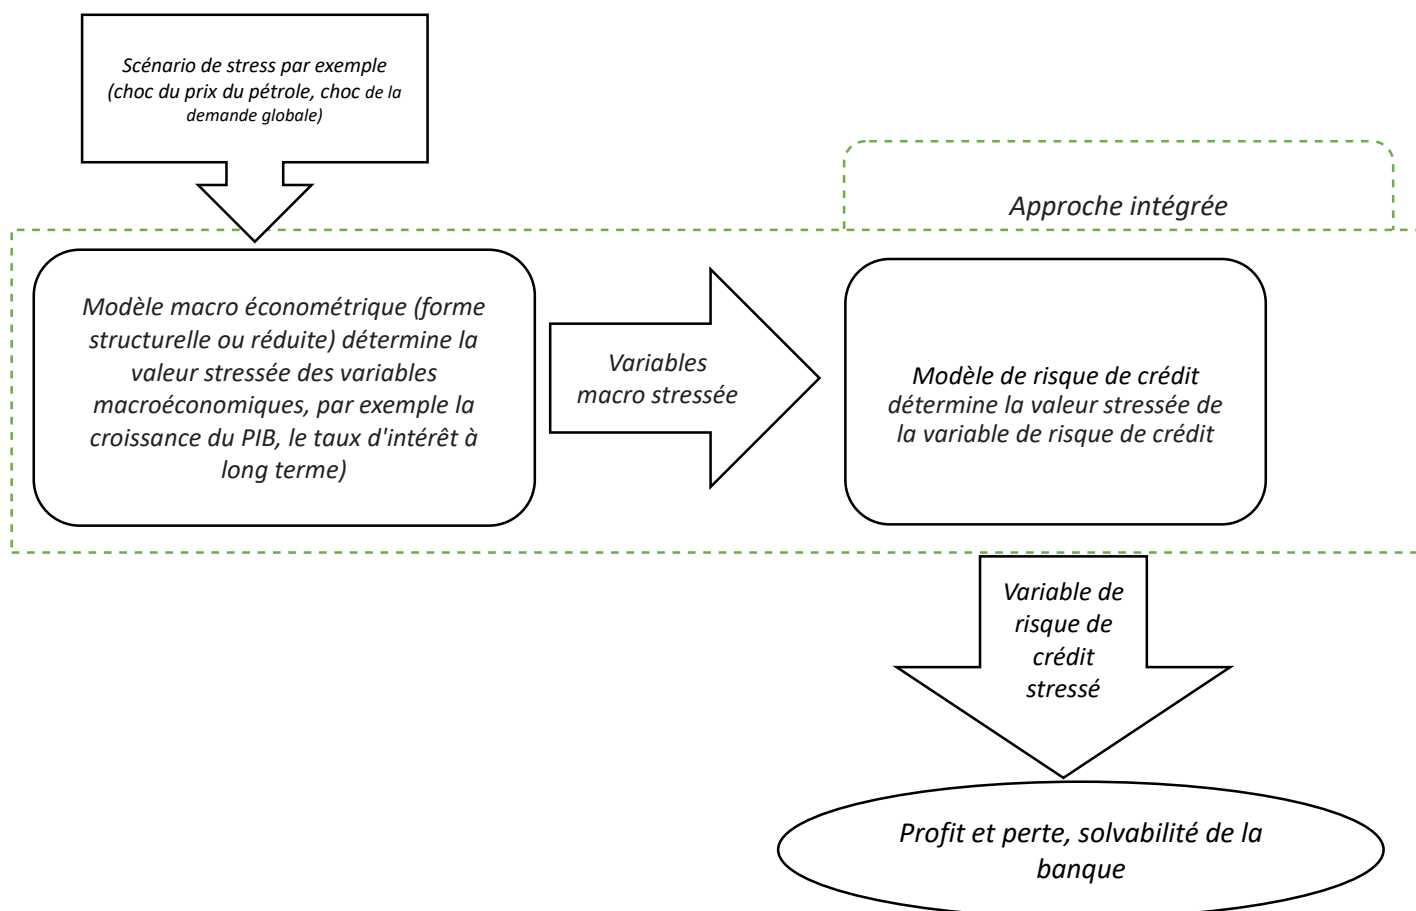 Scénario de stress par exemple
(choc du prix du pétrole, choc de la
demande globale)
Approche intégrée
Modèle macro économétrique (forme
structurelle ou réduite) détermine la
valeur stressée des variables
macroéconomiques, par exemple la
croissance du PIB, le taux d'intérêt à
long terme)
Variables
macro stressée
Modèle de risque de crédit
détermine la valeur stressée de
la variable de risque de crédit
Variable de
risque de
crédit
stressé
Profit et perte, solvabilité de la
banque